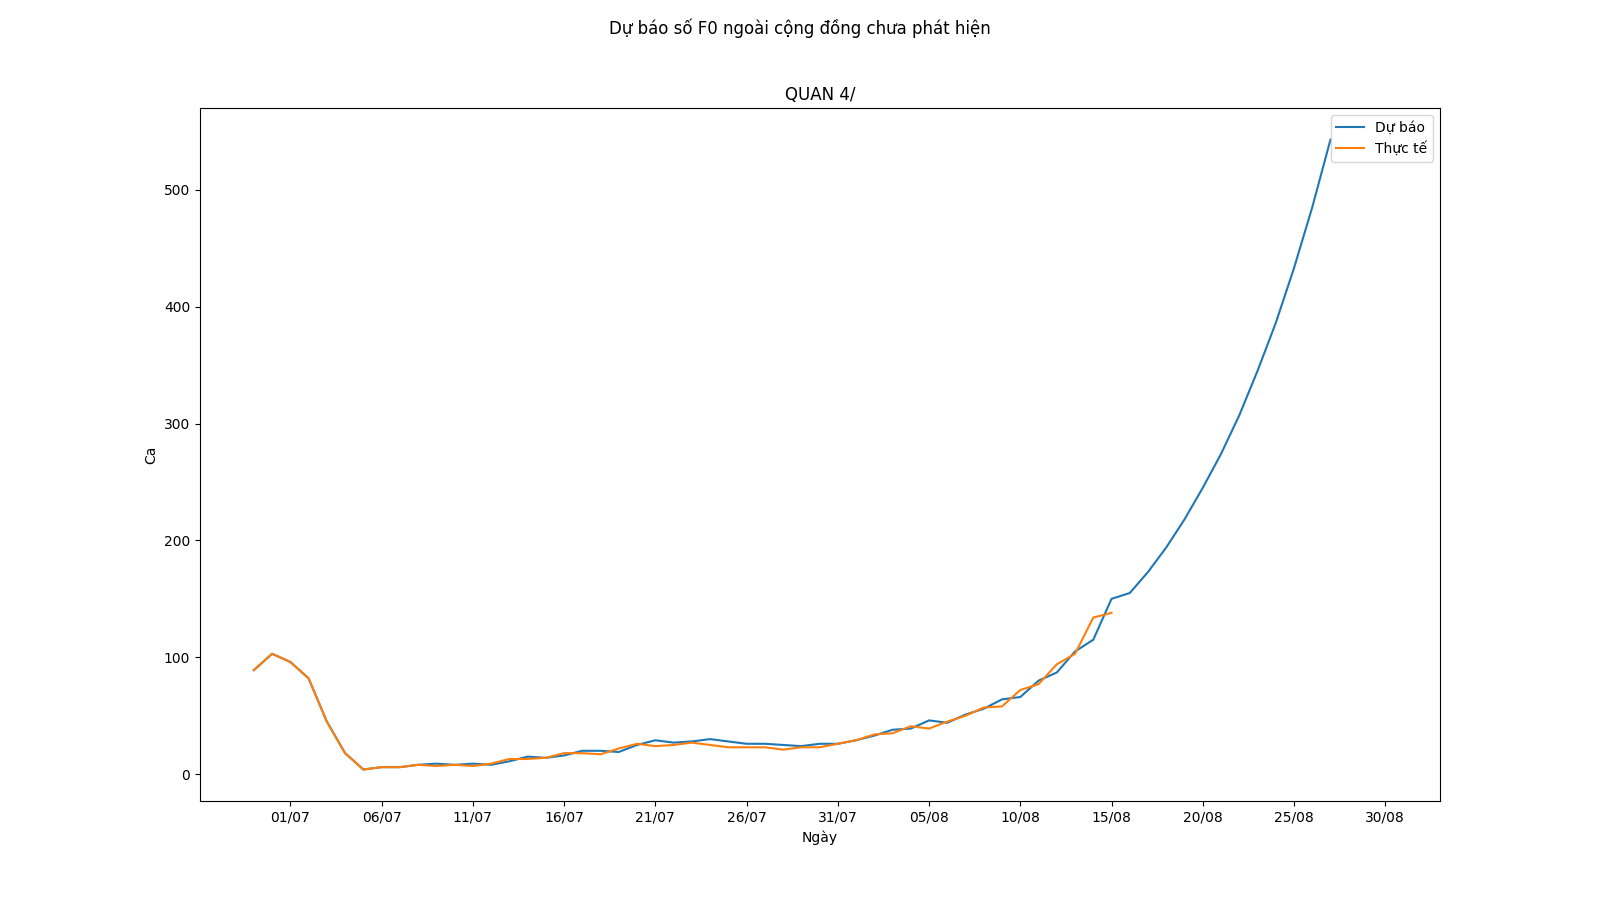 Dự báo số F0 ngoài cộng đồng chưa phát hiện
QUAN 4/
Dự báo
Thực tế
500
400
300
200
100
0
Ca
01/07 06/07 11/07 16/07 21/07 26/07 31/07 05/08 10/08 15/08 20/08 25/08 30/08
Ngày